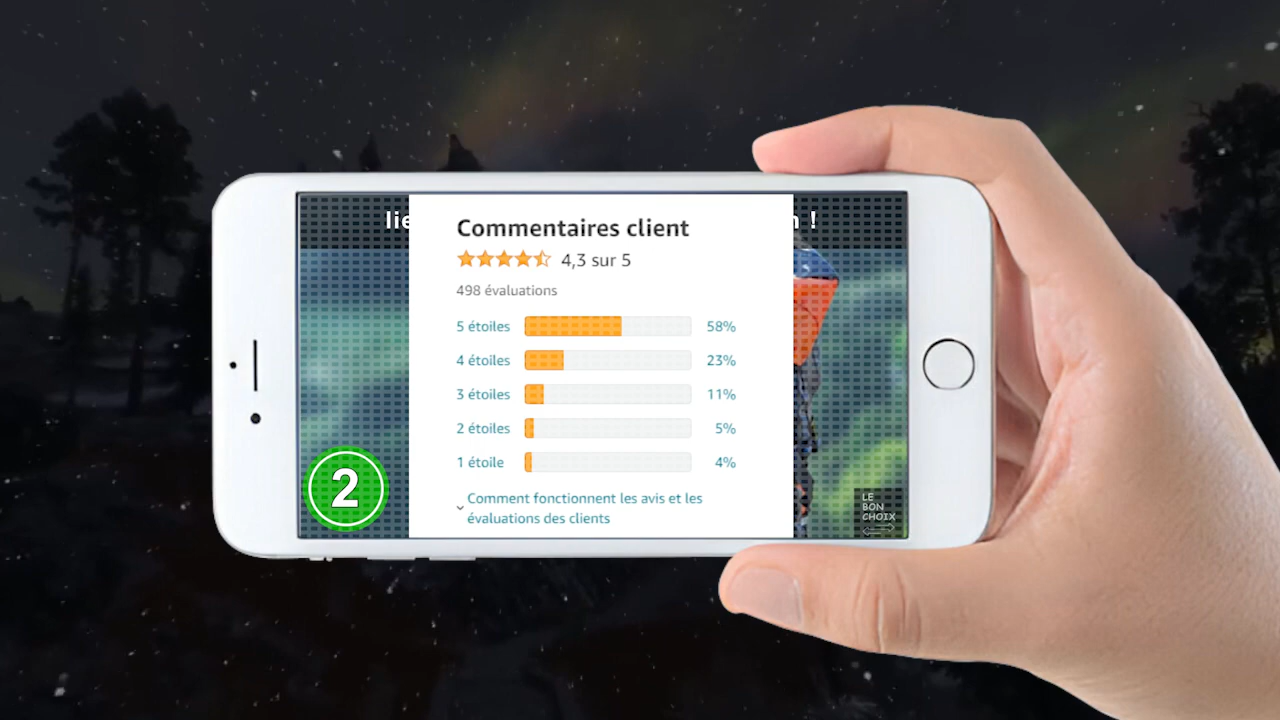 Commentaires client
4,3 sur 5
498 évaluations
5 étoiles 58%
4 étoiles 23%
3 étoiles 11%
2 étoiles 5%
1 étoile 4%
Comment fonctionnent les avis et les
évaluations des clients
2
LE
BON
CHOIX